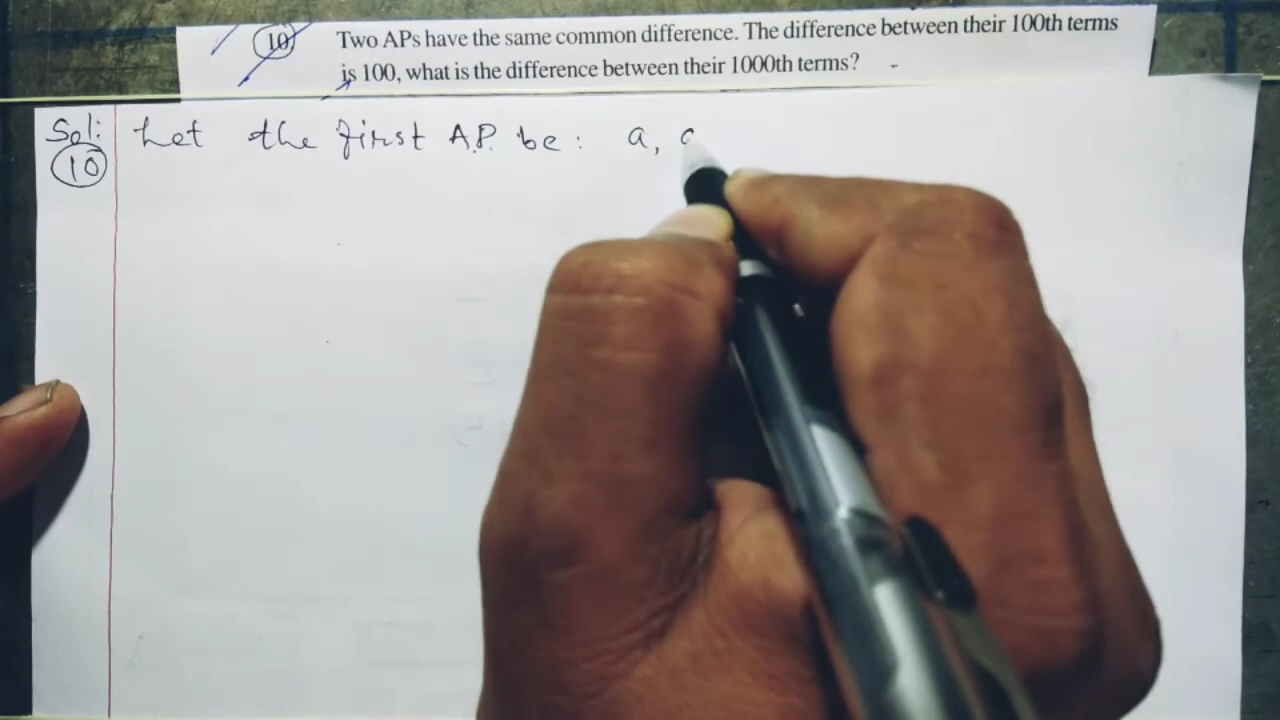 10 Two APs have the same common difference. The difference between their 100th terms
is 100, what is the difference between their 1000th terms?
Sol: Let the first A.P. be: a, a
10